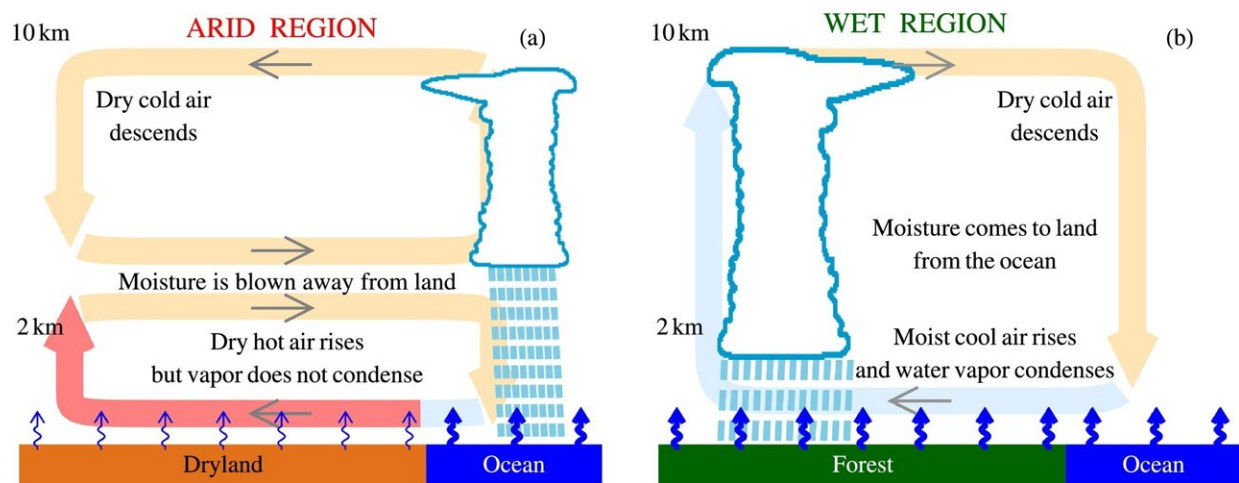 ARID REGION
(a)
10 km
Dry cold air
descends
Moisture is blown away from land
2 km
Dry hot air rises
but vapor does not condense
Dryland
Ocean
WET REGION
(b)
10 km
Dry cold air
descends
Moisture comes to land
from the ocean
2 km
Moist cool air rises
and water vapor condenses
Forest
Ocean